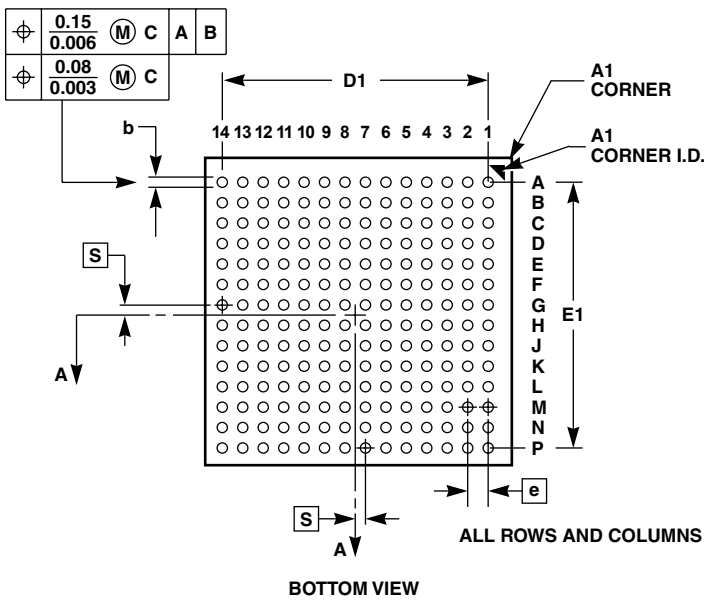 0.15
0.006 Ⓜ C A B
0.08
0.003 Ⓜ C
D1
A1
CORNER
b
14 13 12 11 10 9 8 7 6 5 4 3 2 1
A1
CORNER I.D.
A
B
C
D
E
F
G
H
J
K
L
M
N
P
S
E1
A
e
S
A
ALL ROWS AND COLUMNS
BOTTOM VIEW